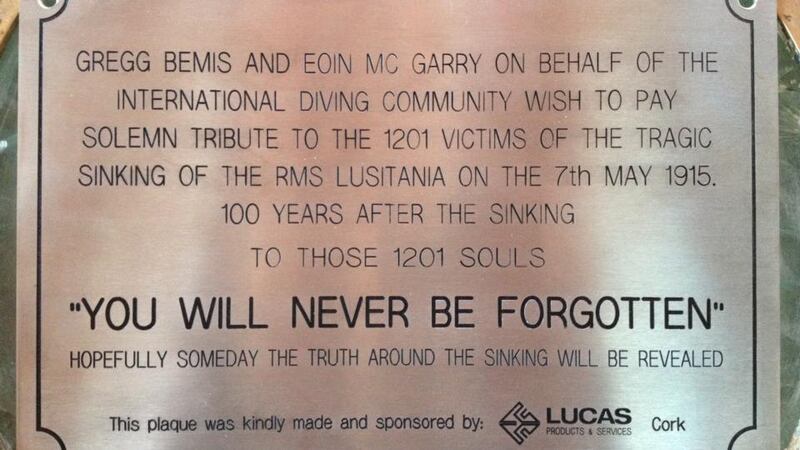 GREGG BEMIS AND EOIN MC GARRY ON BEHALF OF THE
INTERNATIONAL DIVING COMMUNITY WISH TO PAY
SOLEMN TRIBUTE TO THE 1201 VICTIMS OF THE TRAGIC
SINKING OF THE RMS LUSITANIA ON THE 7th MAY 1915.
100 YEARS AFTER THE SINKING
TO THOSE 1201 SOULS
"YOU WILL NEVER BE FORGOTTEN"
HOPEFULLY SOMEDAY THE TRUTH AROUND THE SINKING WILL BE REVEALED
This plaque was kindly made and sponsored by: LUCAS Cork
PRODUCTS & SERVICES